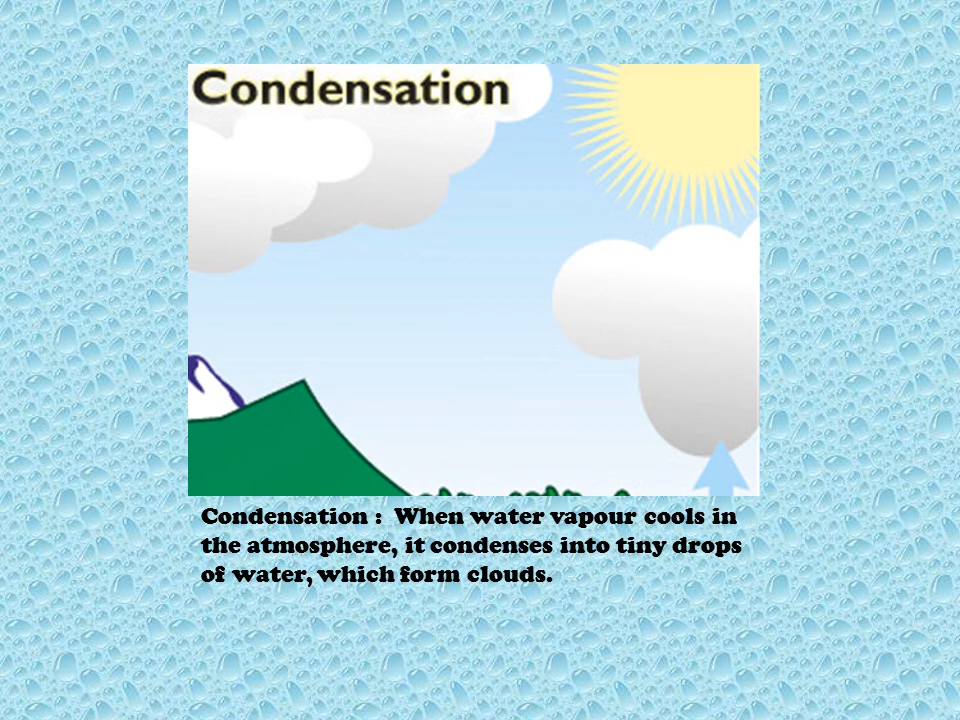 Condensation
Condensation :  When water vapour cools in
the atmosphere, it condenses into tiny drops
of water, which form clouds.